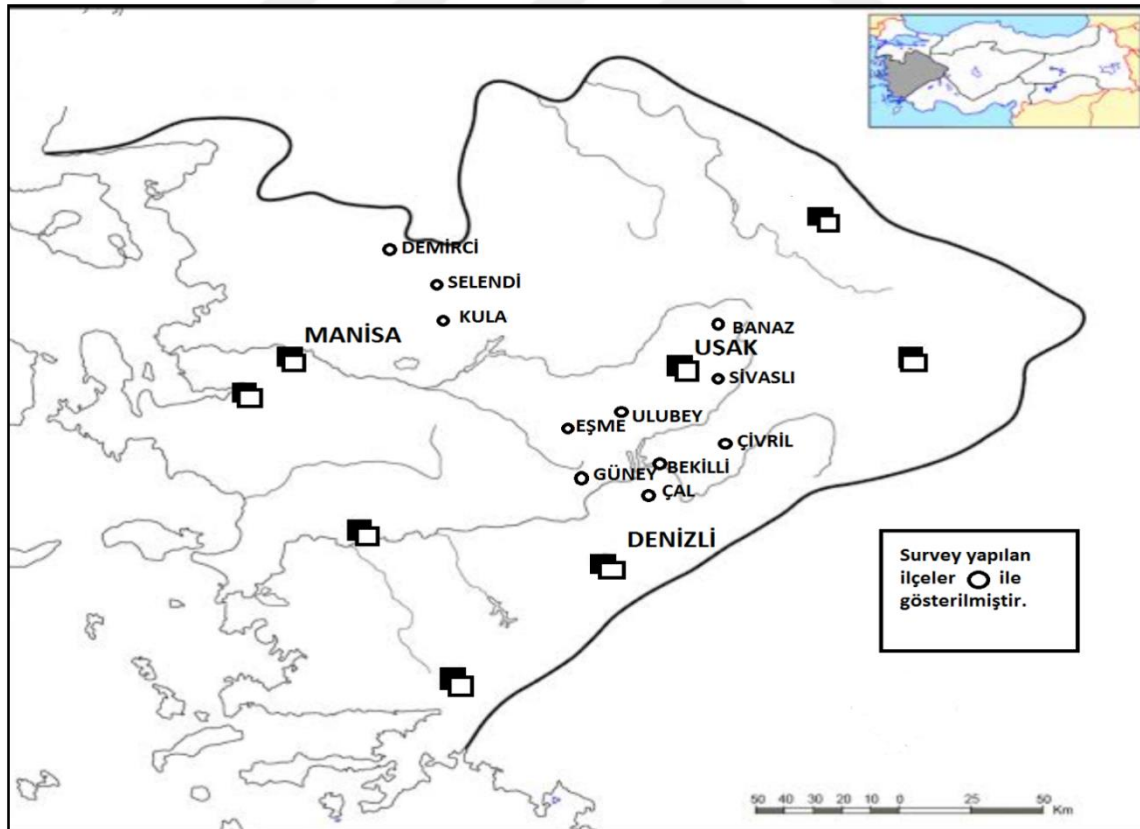 DEMİRCİ
SELENDİ
KULA
MANİSA
BANAZ
USAK
SİVASLI
ULUBEY
EŞME
ÇİVRİL
BEKİLLİ
GÜNEY
ÇAL
DENİZLİ
Survey yapılan
ilçeler ile
gösterilmiştir.
50 40 30 20 10 0 25 50
Km